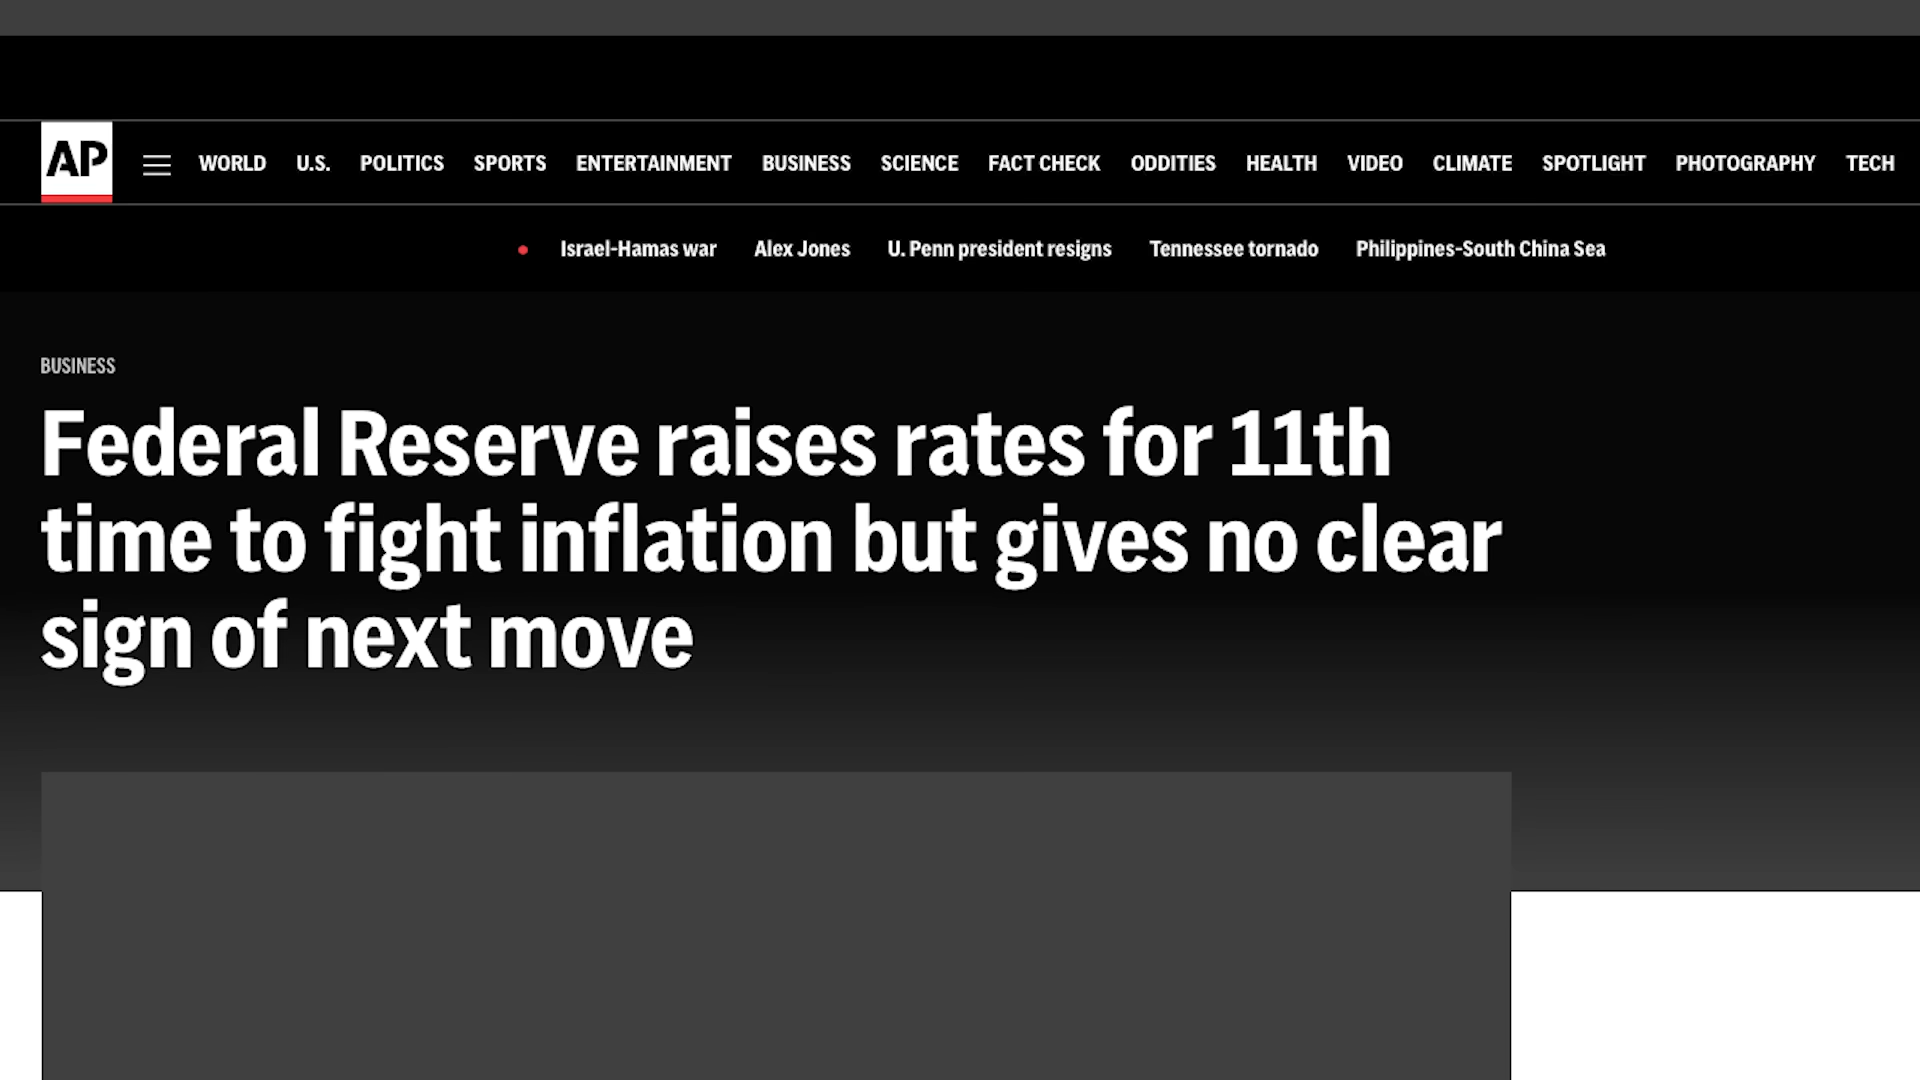 AP
WORLD U.S. POLITICS SPORTS ENTERTAINMENT BUSINESS SCIENCE FACT CHECK ODDITIES HEALTH VIDEO CLIMATE SPOTLIGHT PHOTOGRAPHY TECH
Israel-Hamas war Alex Jones U. Penn president resigns Tennessee tornado Philippines-South China Sea
BUSINESS
Federal Reserve raises rates for 11th
time to fight inflation but gives no clear
sign of next move